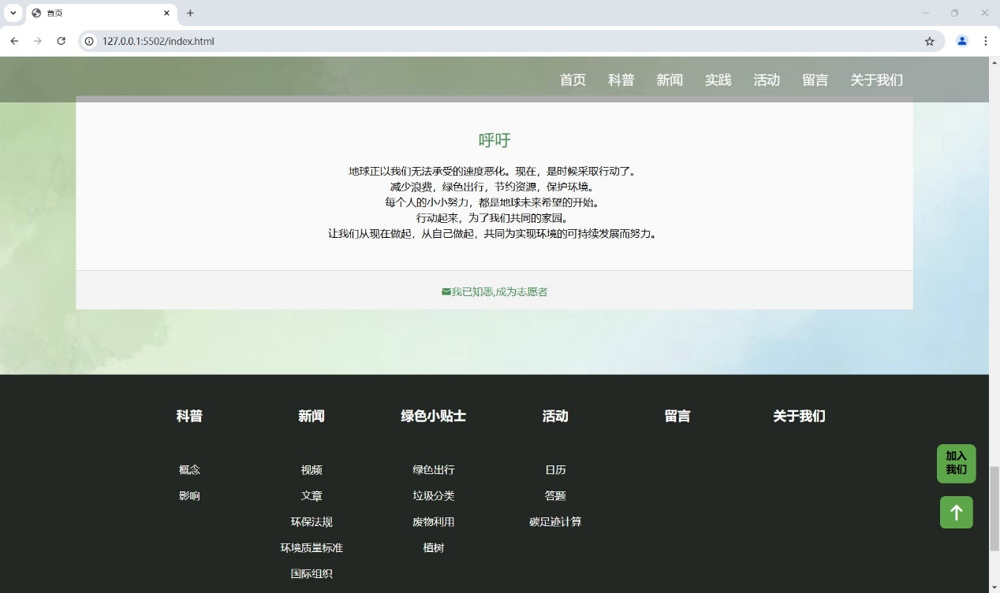 首页
127.0.0.1:5502/index.html
首页 科普 新闻 实践 活动 留言 关于我们
呼吁
地球正以我们无法承受的速度恶化。现在，是时候采取行动了。
减少浪费，绿色出行，节约资源，保护环境。
每个人的小小努力，都是地球未来希望的开始。
行动起来，为了我们共同的家园。
让我们从现在做起，从自己做起，共同为实现环境的可持续发展而努力。
我已知悉,成为志愿者
科普 新闻 绿色小贴士 活动 留言 关于我们
概念 视频 绿色出行 日历
影响 文章 垃圾分类 答题
环保法规 废物利用 碳足迹计算
环境质量标准 植树
国际组织
加入
我们